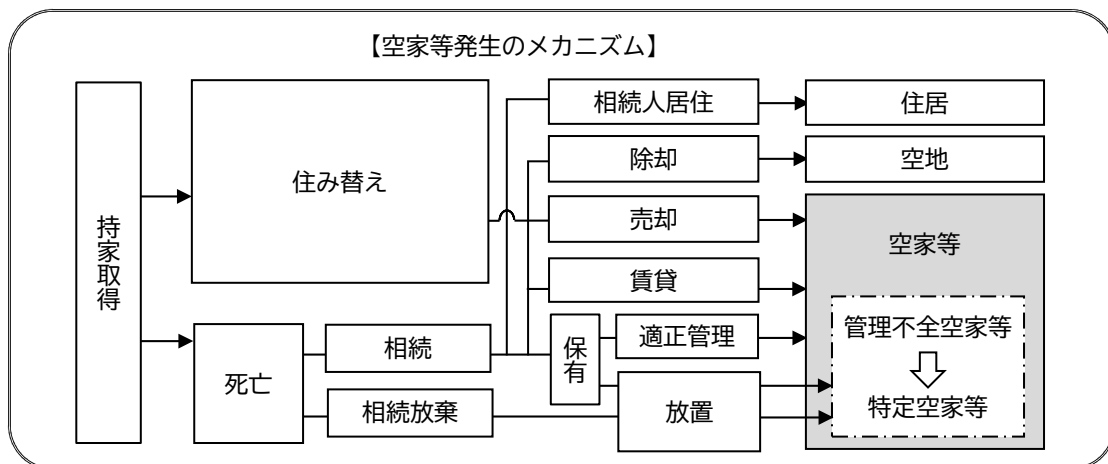 【空家等発生のメカニズム】
持家取得
住み替え
死亡
相続
相続放棄
相続人居住
除却
売却
賃貸
保有
適正管理
放置
住居
空地
空家等
管理不全空家等
特定空家等